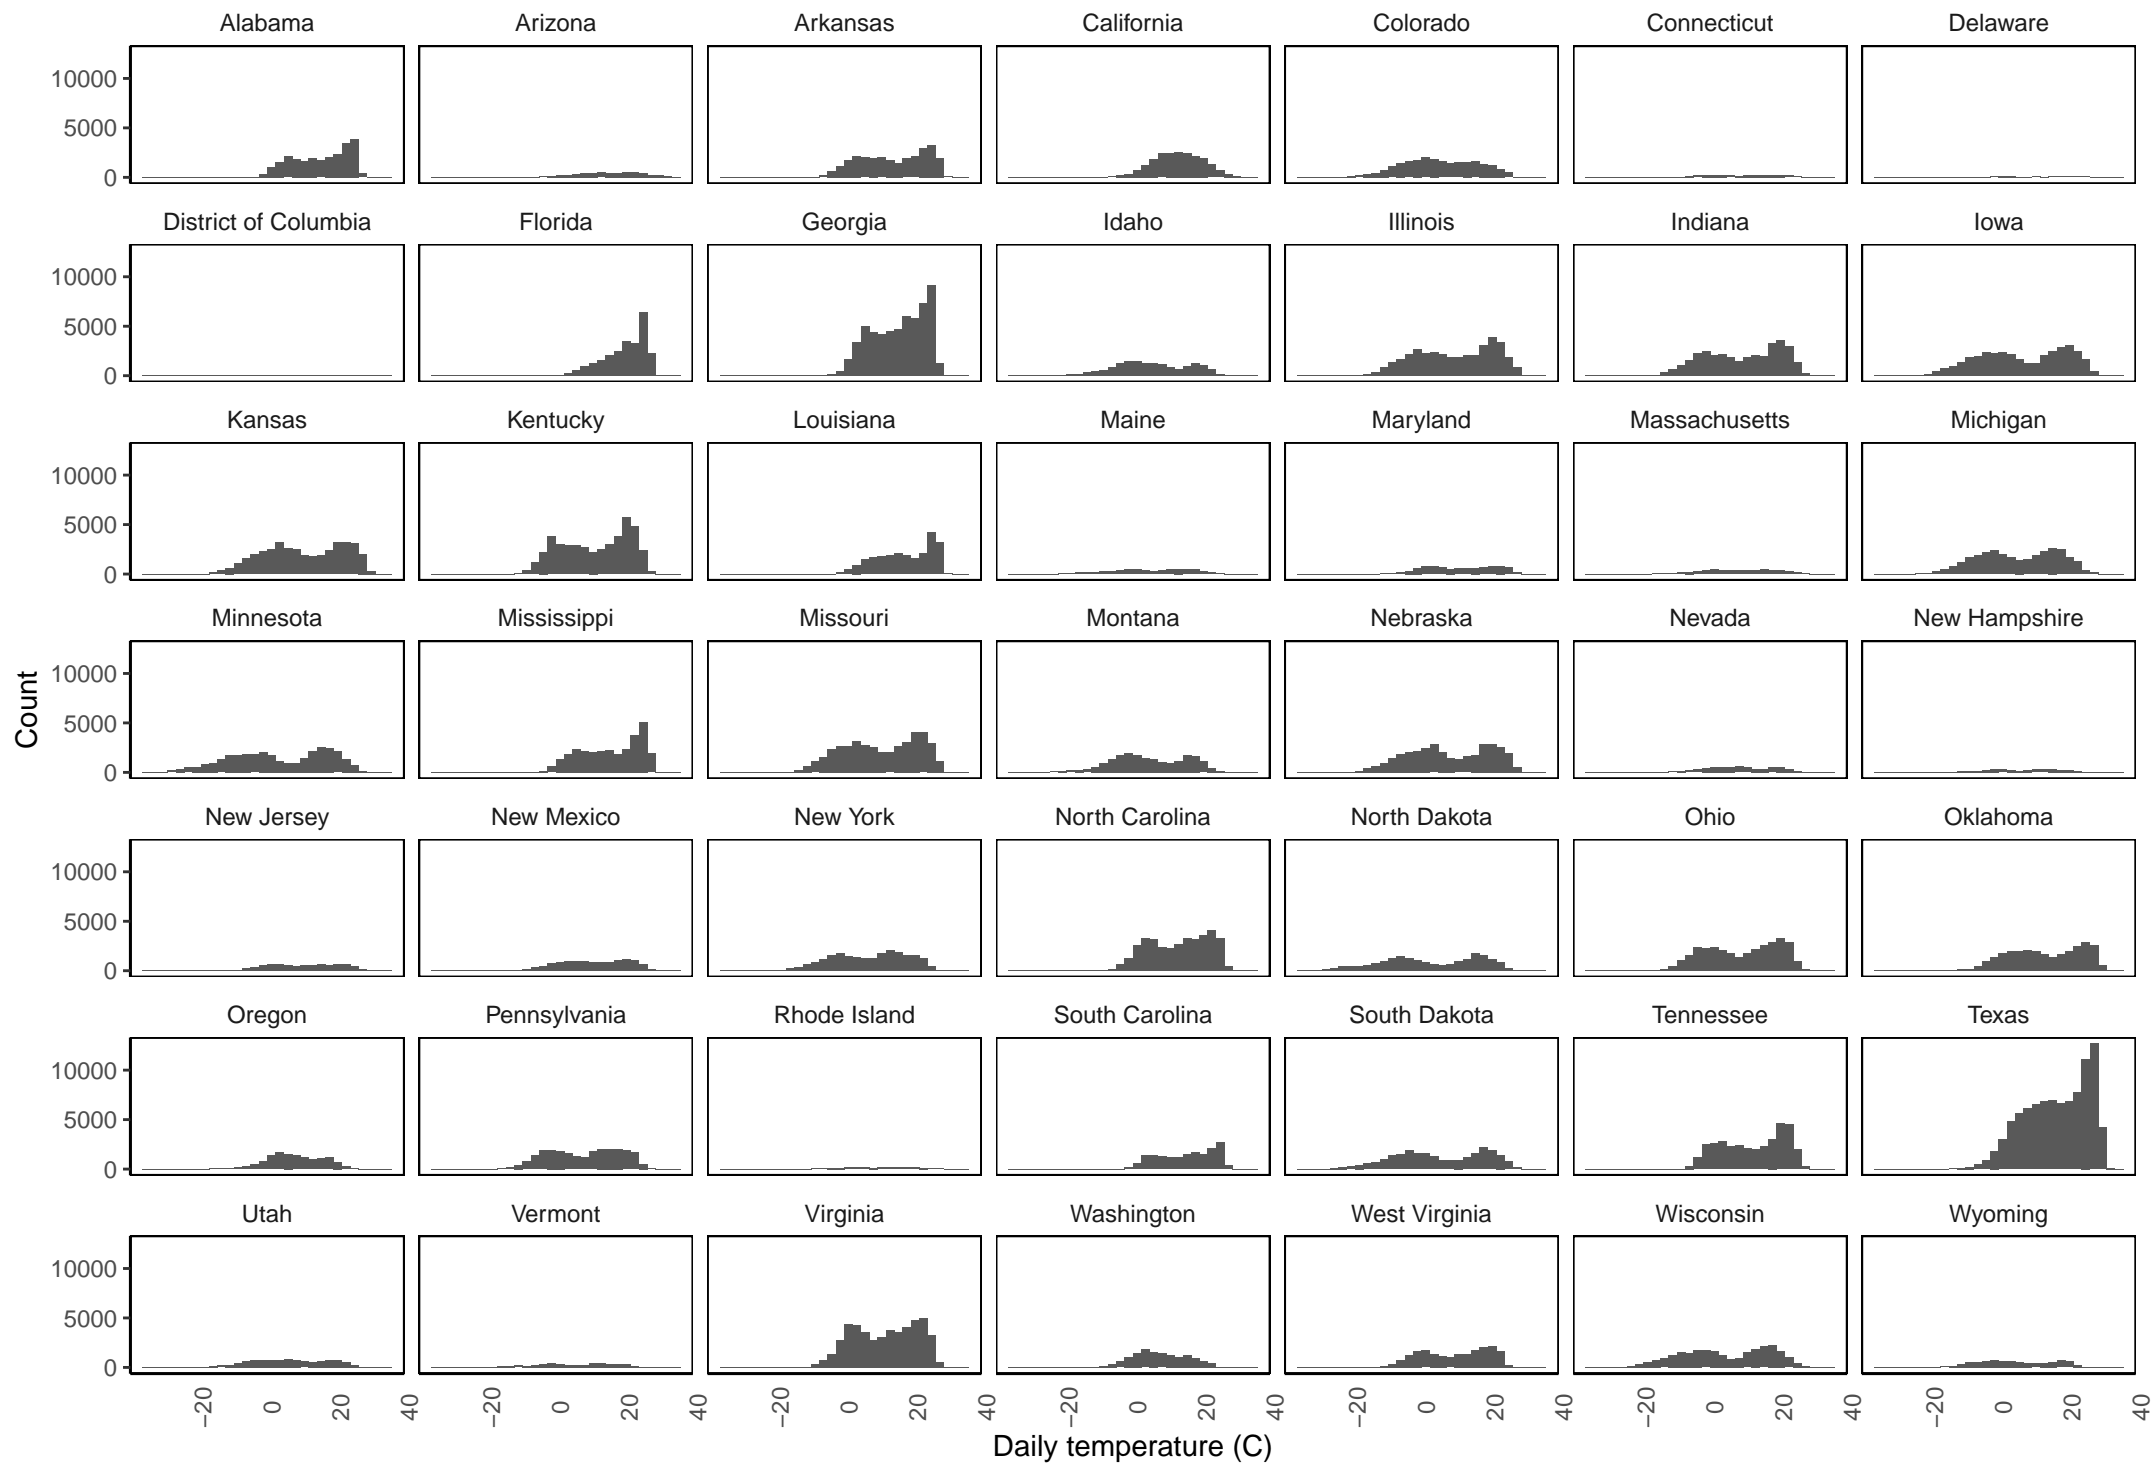 Alabama Arizona Arkansas California Colorado Connecticut Delaware
10000
5000
0
District of Columbia Florida Georgia Idaho Illinois Indiana Iowa
10000
5000
0
Kansas Kentucky Louisiana Maine Maryland Massachusetts Michigan
10000
5000
0
Minnesota Mississippi Missouri Montana Nebraska Nevada New Hampshire
10000
5000
0
Count
New Jersey New Mexico New York North Carolina North Dakota Ohio Oklahoma
10000
5000
0
Oregon Pennsylvania Rhode Island South Carolina South Dakota Tennessee Texas
10000
5000
0
Utah Vermont Virginia Washington West Virginia Wisconsin Wyoming
10000
5000
0
−20 0 20 40 −20 0 20 40 −20 0 20 40 −20 0 20 40 −20 0 20 40 −20 0 20 40 −20 0 20 40
Daily temperature (C)